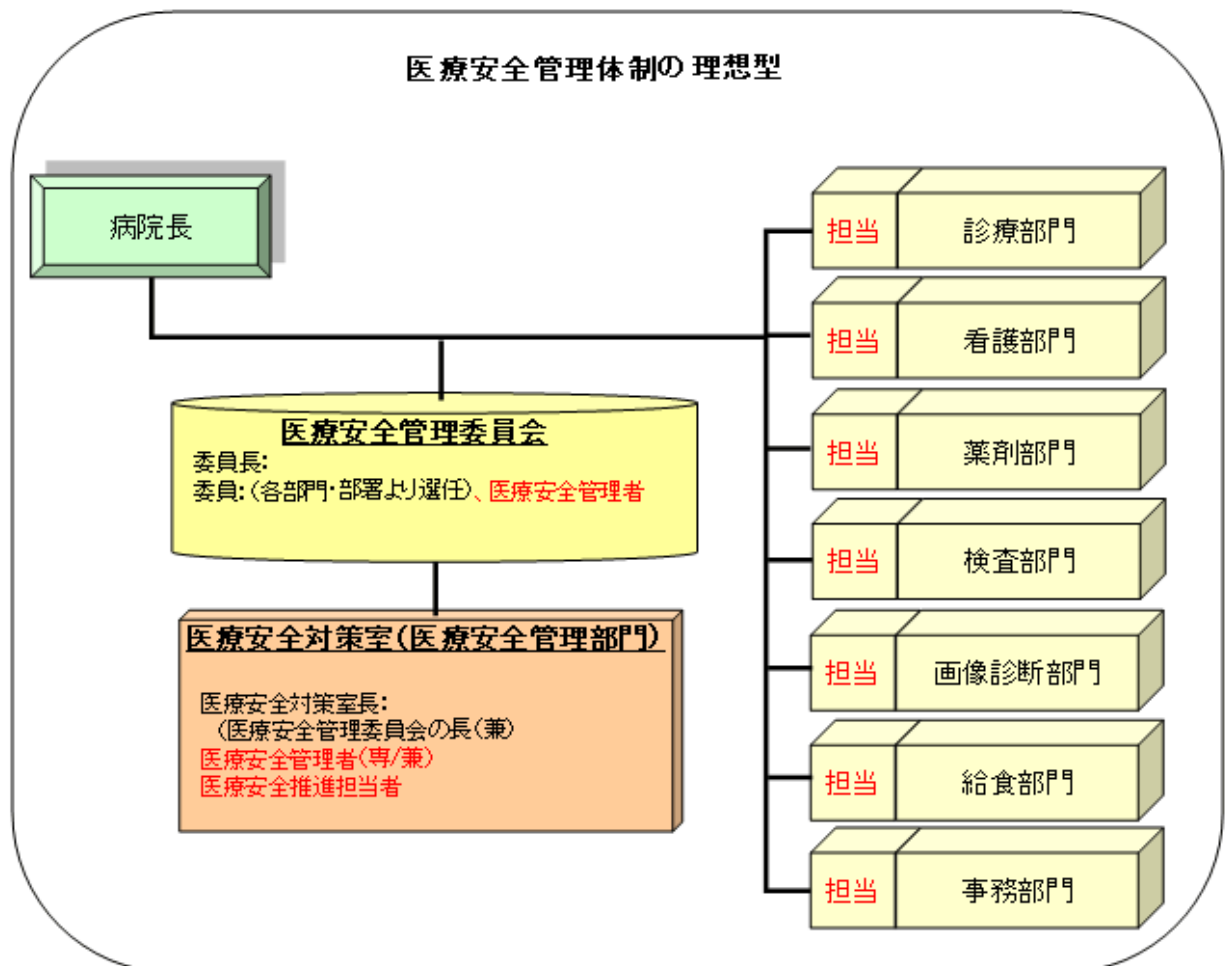 医療安全管理体制の理想型
病院長
医療安全管理委員会
委員長:
委員:(各部門・部署より選任)、医療安全管理者
医療安全対策室(医療安全管理部門)
医療安全対策室長:
(医療安全管理委員会の長(兼)
医療安全管理者(専/兼)
医療安全推進担当者
担当 診療部門
担当 看護部門
担当 薬剤部門
担当 検査部門
担当 画像診断部門
担当 給食部門
担当 事務部門